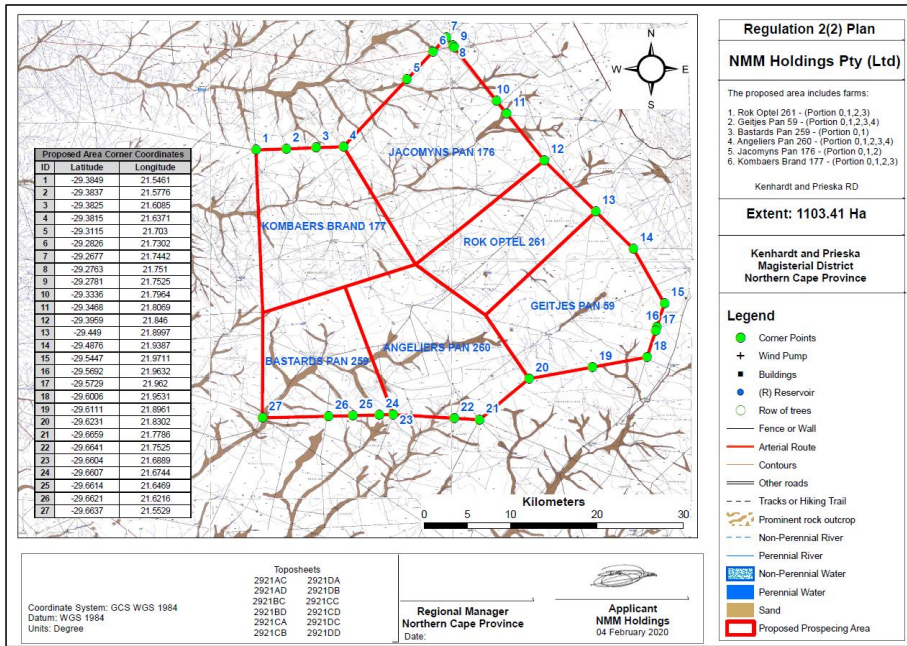 7
6
9
8
5
10
11
1
2
3
4
12
13
14
15
16
17
18
19
20
21
22
23
24
25
26
27
N
W
E
S
JACOMYNS PAN 176
KOMBAERS BRAND 177
ROK OPTEL 261
GEITJES PAN 59
ANGELIERS PAN 260
BASTARDS PAN 259
Proposed Area Corner Coordinates
ID Latitude Longitude
1 -29.3849 21.5461
2 -29.3837 21.5776
3 -29.3825 21.6085
4 -29.3815 21.6371
5 -29.3115 21.703
6 -29.2826 21.7302
7 -29.2677 21.7442
8 -29.2763 21.751
9 -29.2781 21.7525
10 -29.3336 21.7964
11 -29.3468 21.8069
12 -29.3959 21.846
13 -29.449 21.8997
14 -29.4876 21.9387
15 -29.5447 21.9711
16 -29.5692 21.9632
17 -29.5729 21.962
18 -29.6006 21.9531
19 -29.6111 21.8961
20 -29.6231 21.8302
21 -29.6659 21.7786
22 -29.6641 21.7525
23 -29.6604 21.6889
24 -29.6607 21.6744
25 -29.6614 21.6469
26 -29.6621 21.6216
27 -29.6637 21.5529
Kilometers
0 5 10 20 30
Regulation 2(2) Plan
NMM Holdings Pty (Ltd)
The proposed area includes farms:
1. Rok Optel 261 - (Portion 0,1,2,3)
2. Geitjes Pan 59 - (Portion 0,1,2,3,4)
3. Bastards Pan 259 - (Portion 0,1)
4. Angeliers Pan 260 - (Portion 0,1,2,3,4)
5. Jacomyns Pan 176 - (Portion 0,1,2)
6. Kombaers Brand 177 - (Portion 0,1,2,3)
Kenhardt and Prieska RD
Extent: 1103.41 Ha
Kenhardt and Prieska
Magisterial District
Northern Cape Province
Legend
Corner Points
Wind Pump
Buildings
(R) Reservoir
Row of trees
Fence or Wall
Arterial Route
Contours
Other roads
Tracks or Hiking Trail
Prominent rock outcrop
Non-Perennial River
Perennial River
Non-Perennial Water
Perennial Water
Sand
Proposed Prospecting Area
Coordinate System: GCS WGS 1984
Datum: WGS 1984
Units: Degree
Toposheets
2921AC 2921DA
2921AD 2921DB
2921BC 2921CC
2921BD 2921CD
2921CA 2921DC
2921CB 2921DD
Regional Manager
Northern Cape Province
Date:
Applicant
NMM Holdings
04 February 2020